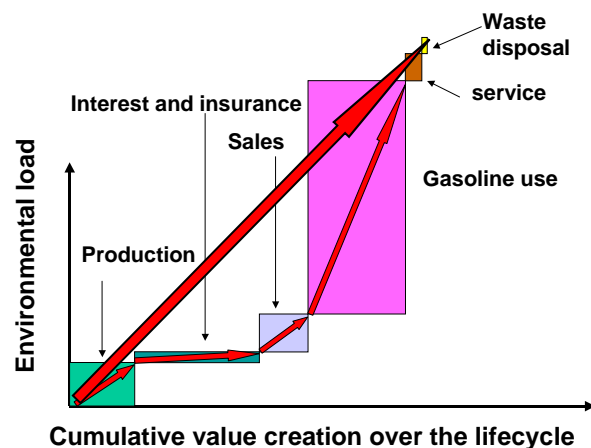 Waste
disposal
Interest and insurance
service
Sales
Gasoline use
Production
Environmental load
Cumulative value creation over the lifecycle